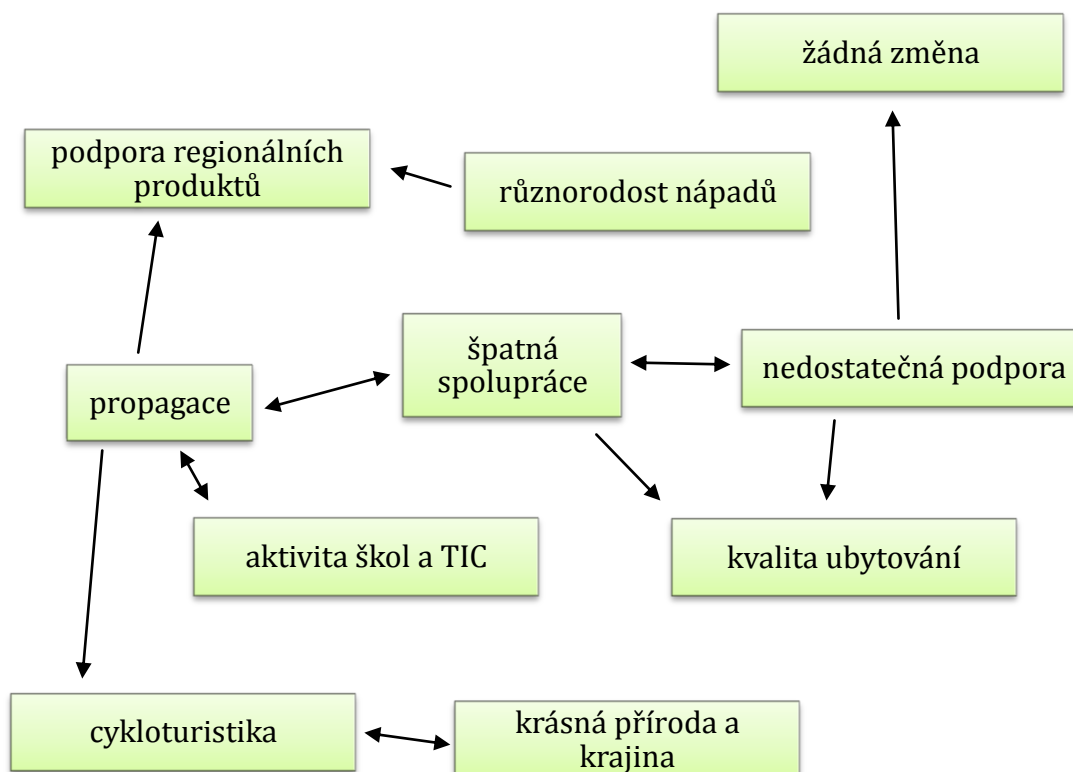 žádná změna
podpora regionálních
produktů
různorodost nápadů
špatná
spolupráce
nedostatečná podpora
propagace
aktivita škol a TIC
kvalita ubytování
cykloturistika
krásná příroda a
krajina